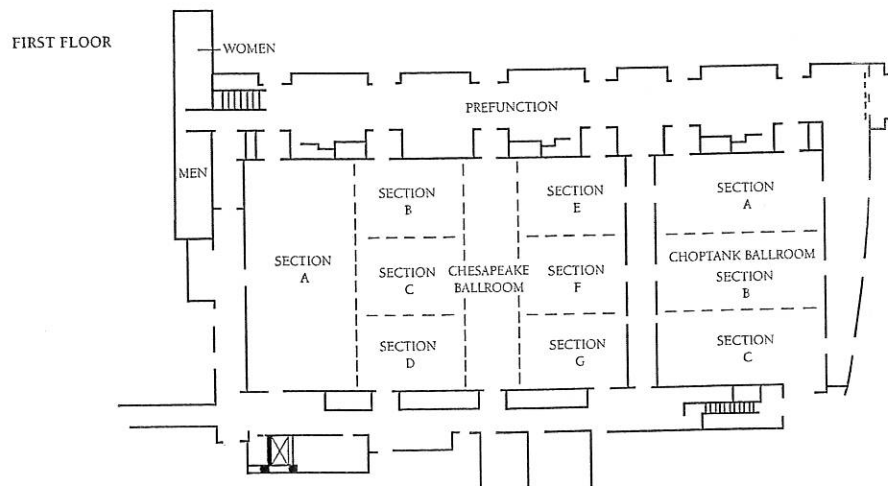 FIRST FLOOR
WOMEN
PREFUNCTION
MEN
SECTION
A
SECTION
B
SECTION
C
SECTION
D
CHESAPEAKE
BALLROOM
SECTION
E
SECTION
F
SECTION
G
SECTION
A
CHOPTANK BALLROOM
SECTION
B
SECTION
C